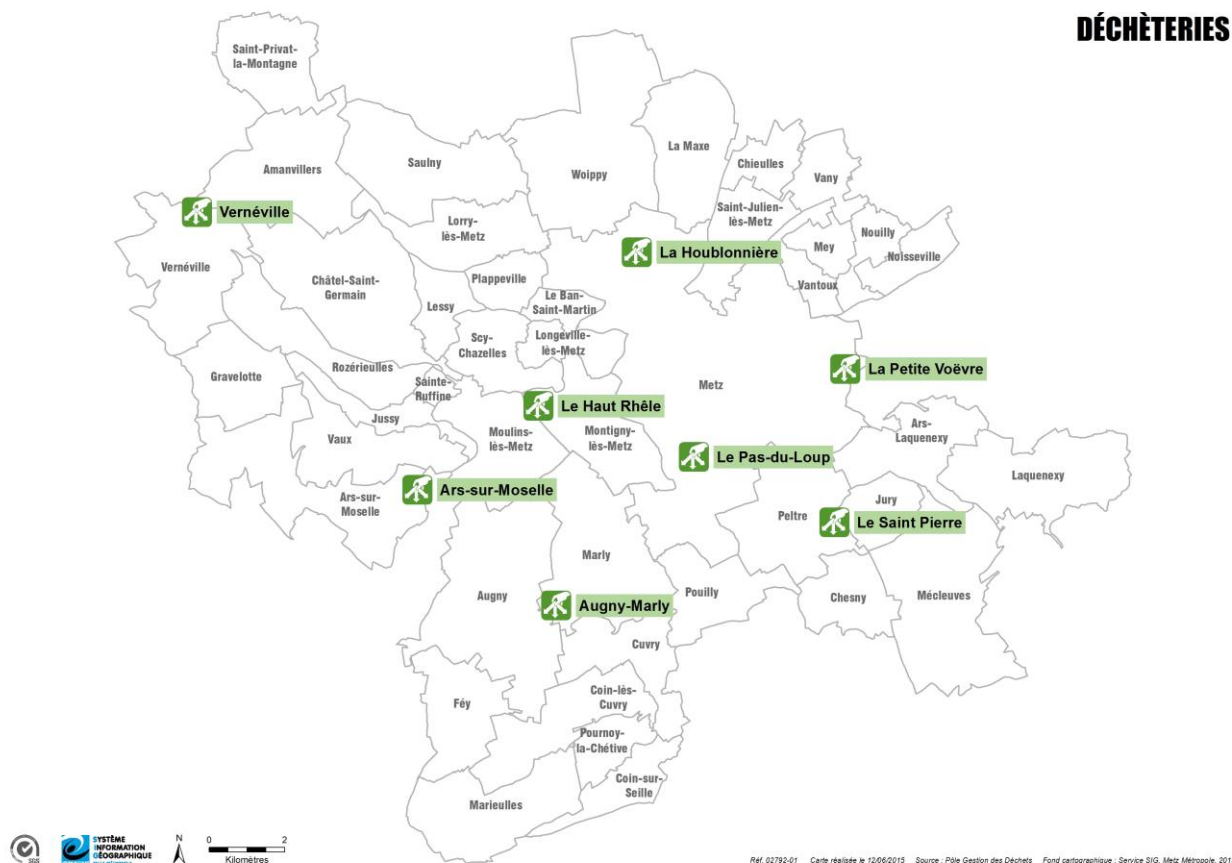 DÉCHÈTERIES
Saint-Privat-
la-Montagne
Amanvillers
Saulny
Woippy
La Maxe
Chieulles
Vany
Saint-Julien-
lès-Metz
Vernéville
Lorry-
lès-Metz
Mey
Nouilly
Noisseville
La Houblonnière
Vernéville
Châtel-Saint-
Germain
Plappeville
Vantoux
Lessy
Le Ban-
Saint-Martin
Scy-
Chazelles
Longeville-
lès-Metz
Gravelotte
Rozérieulles
Sainte-
Ruffine
Metz
La Petite Voëvre
Le Haut Rhêle
Jussy
Vaux
Moulins-
lès-Metz
Montigny-
lès-Metz
Ars-
Laquenexy
Le Pas-du-Loup
Laquenexy
Ars-sur-Moselle
Ars-sur-
Moselle
Jury
Peltre
Le Saint Pierre
Marly
Augny
Augny-Marly
Pouilly
Chesny
Mécleuves
Cuvry
Féy
Coin-lès-
Cuvry
Pournoy-
la-Chétive
Coin-sur-
Seille
Marieulles
SGS
SYSTÈME
INFORMATION
GÉOGRAPHIQUE
N
0 2
Kilomètres
Réf. 02792-01 Carte réalisée le 12/06/2015 Source : Pôle Gestion des Déchets Fond cartographique : Service SIG, Metz Métropole,